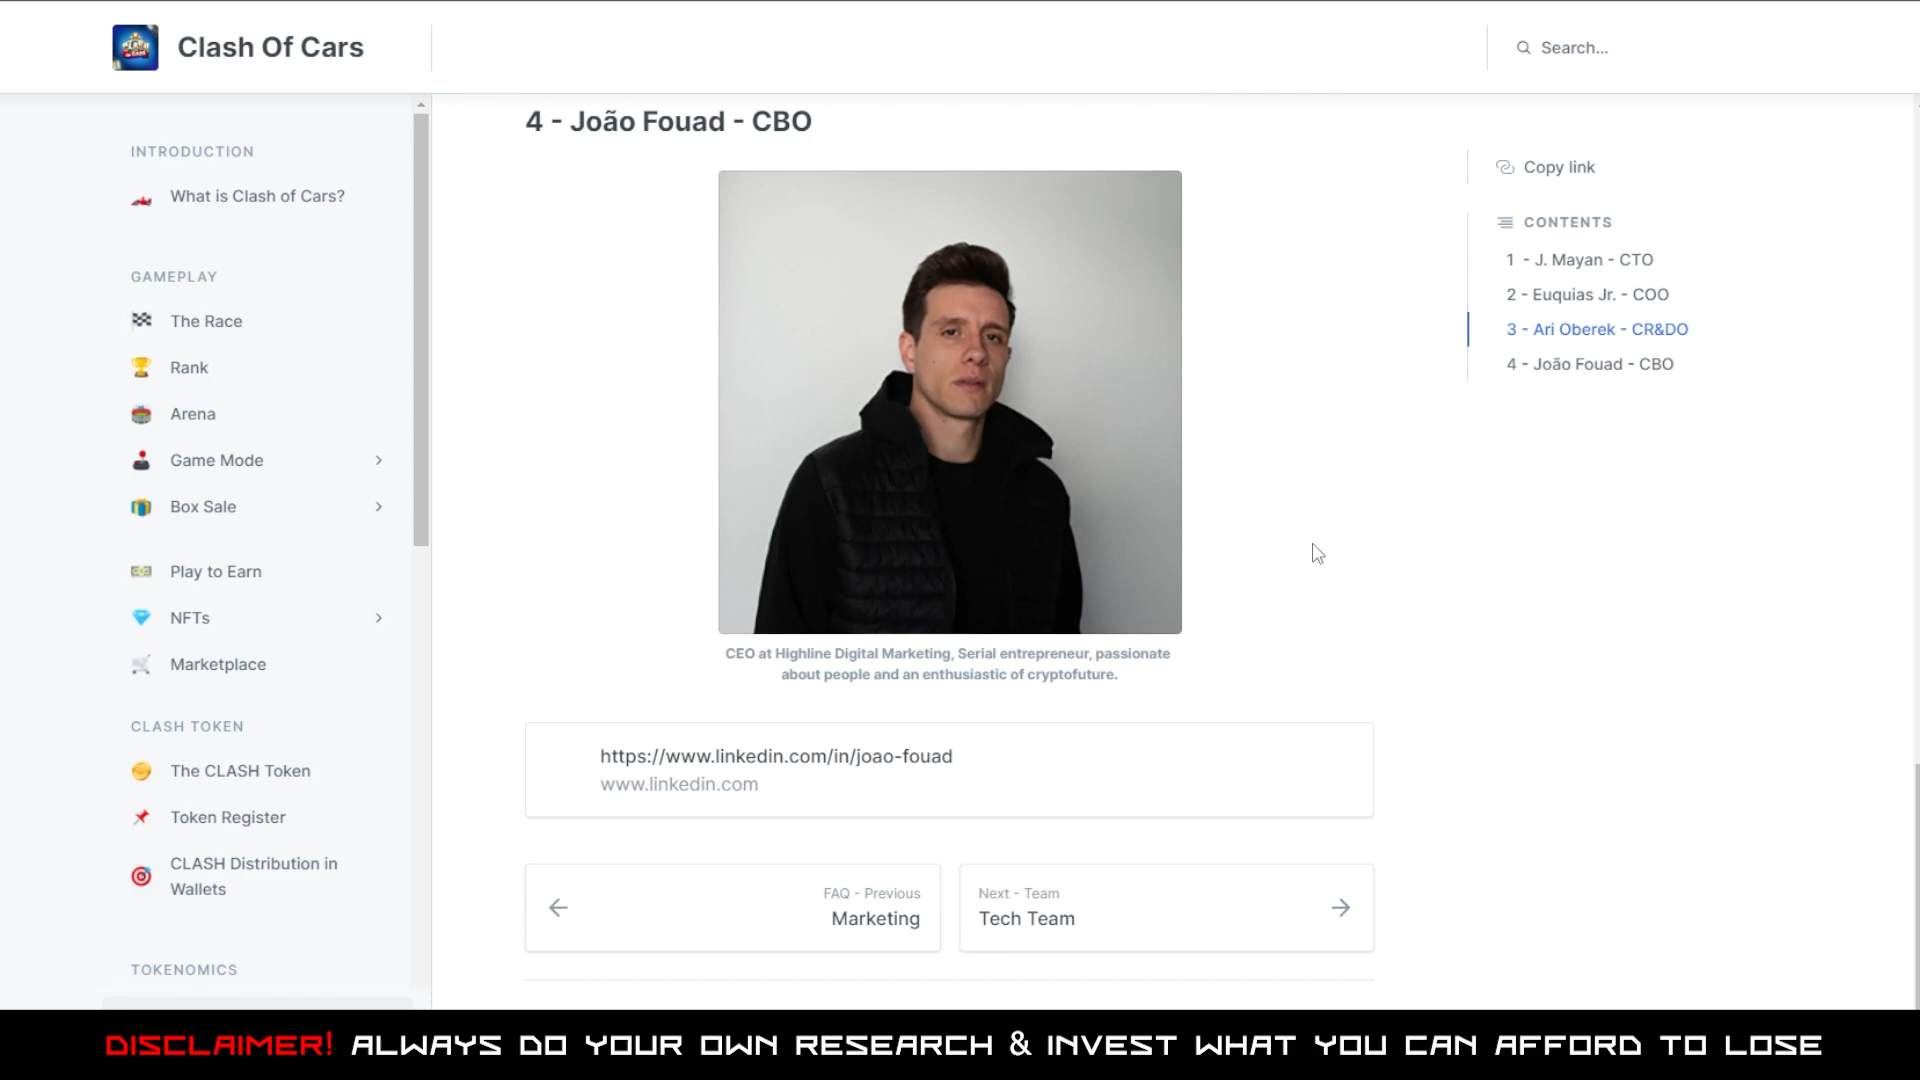 Clash Of Cars
Search...
INTRODUCTION
What is Clash of Cars?
GAMEPLAY
The Race
Rank
Arena
Game Mode
Box Sale
Play to Earn
NFTs
Marketplace
CLASH TOKEN
The CLASH Token
Token Register
CLASH Distribution in
Wallets
TOKENOMICS
4 - João Fouad - CBO
CEO at Highline Digital Marketing, Serial entrepreneur, passionate
about people and an enthusiastic of cryptofuture.
https://www.linkedin.com/in/joao-fouad
www.linkedin.com
FAQ - Previous
Marketing
Next - Team
Tech Team
Copy link
CONTENTS
1 - J. Mayan - CTO
2 - Euquias Jr. - COO
3 - Ari Oberek - CR&DO
4 - João Fouad - CBO
DISCLAIMER! ALWAYS DO YOUR OWN RESEARCH & INVEST WHAT YOU CAN AFFORD TO LOSE